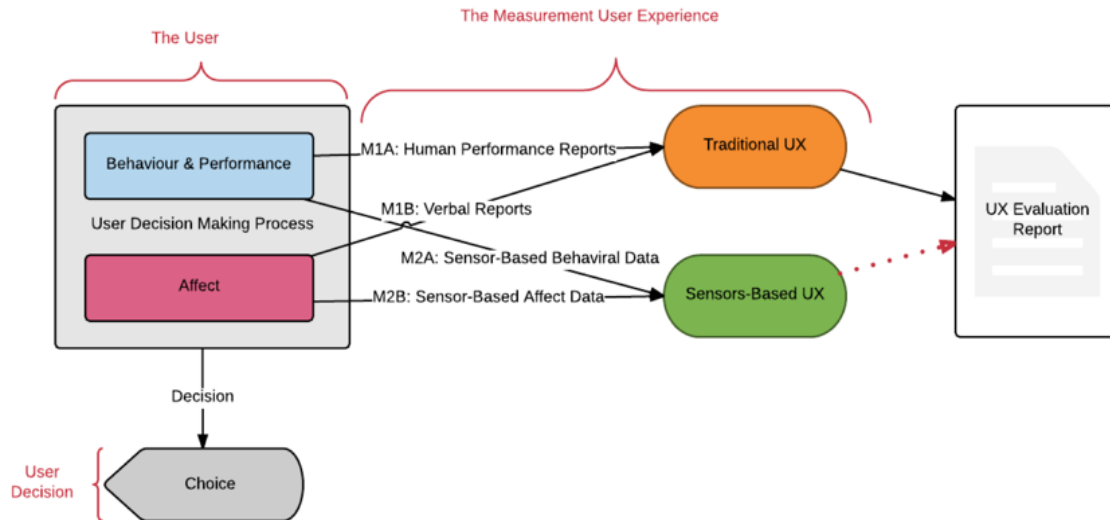 The Measurement User Experience
The User
Behaviour & Performance
User Decision Making Process
Affect
M1A: Human Performance Reports
M1B: Verbal Reports
M2A: Sensor-Based Behaviral Data
M2B: Sensor-Based Affect Data
Traditional UX
Sensors-Based UX
UX Evaluation
Report
Decision
User
Decision
Choice